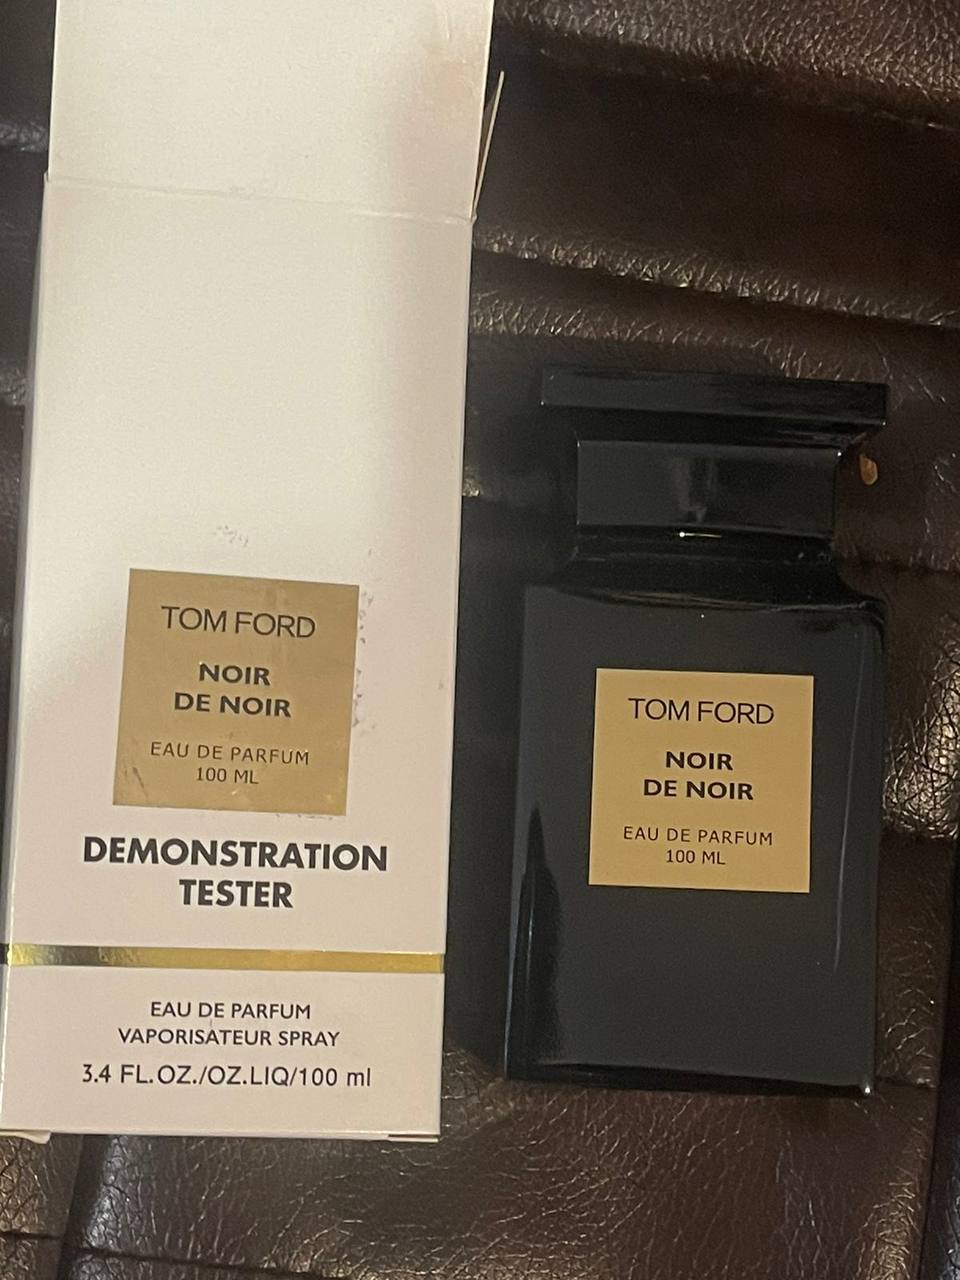 TOM FORD
NOIR
DE NOIR
EAU DE PARFUM
100 ML
DEMONSTRATION
TESTER
EAU DE PARFUM
VAPORISATEUR SPRAY
3.4 FL.OZ./OZ.LIQ/100 ml
TOM FORD
NOIR
DE NOIR
EAU DE PARFUM
100 ML